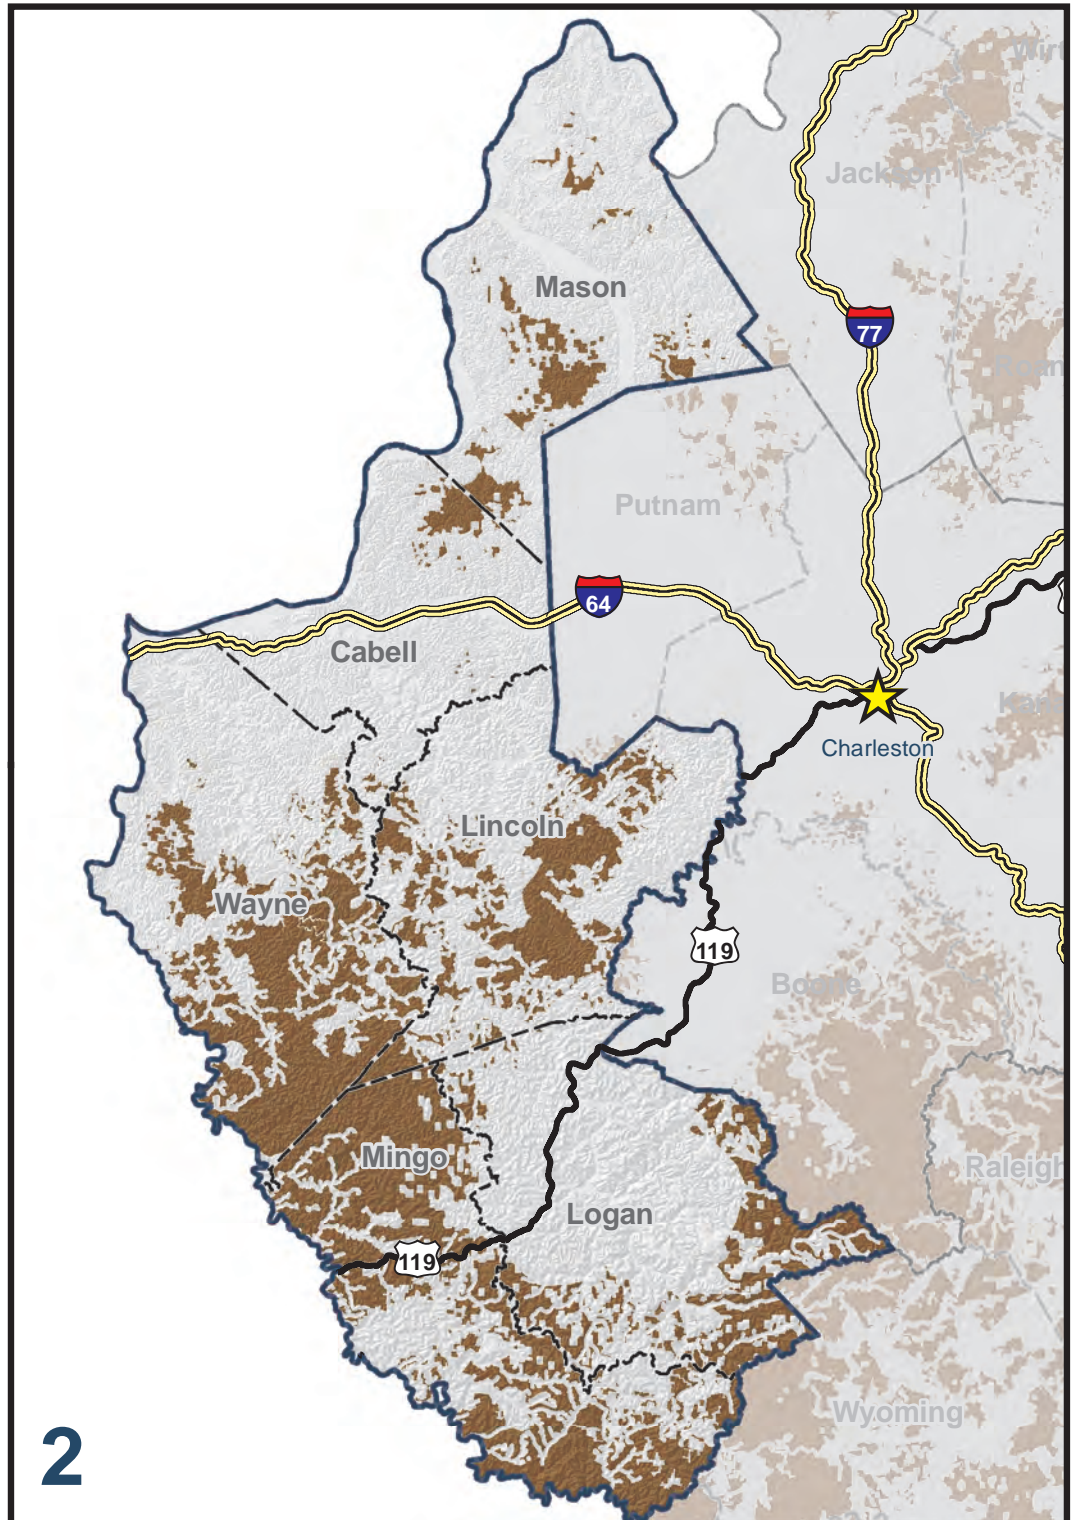 Jackson
Mason
77
Putnam
64
Cabell
Charleston
Lincoln
Wayne
119
Boone
Mingo
Raleigh
Logan
119
Wyoming
2